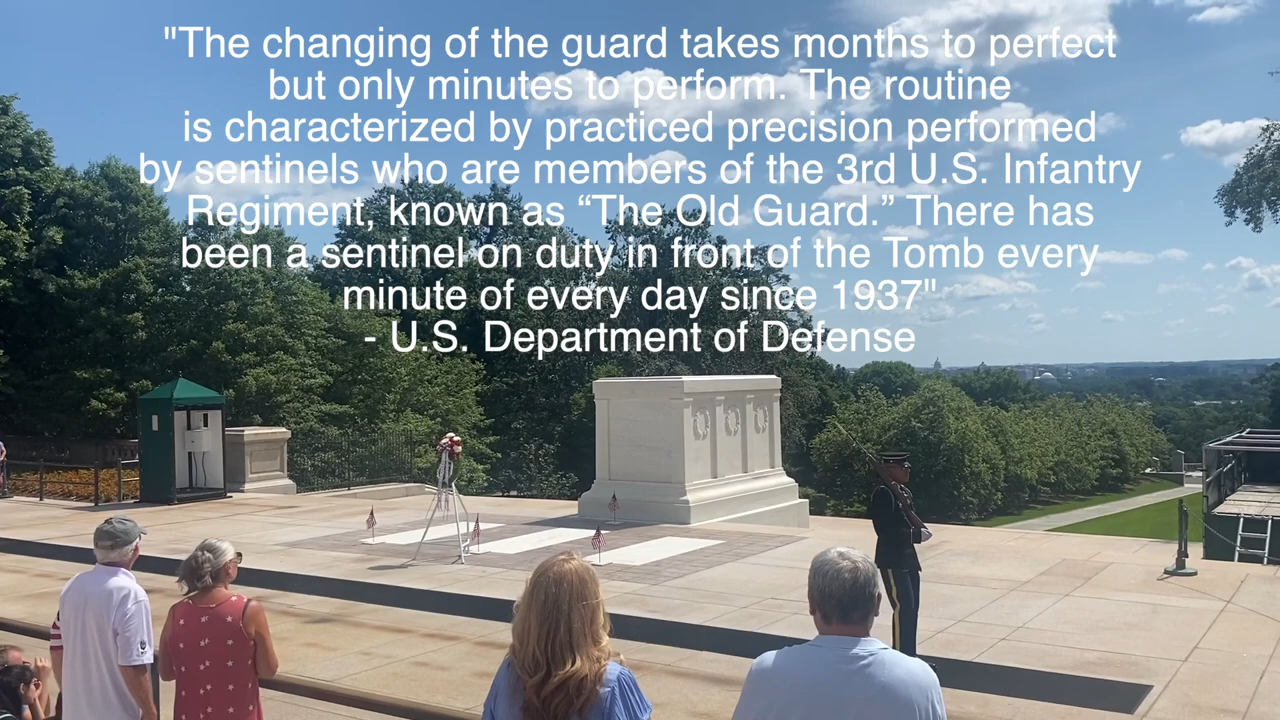 "The changing of the guard takes months to perfect
but only minutes to perform. The routine
is characterized by practiced precision performed
by sentinels who are members of the 3rd U.S. Infantry
Regiment, known as “The Old Guard.” There has
been a sentinel on duty in front of the Tomb every
minute of every day since 1937"
- U.S. Department of Defense